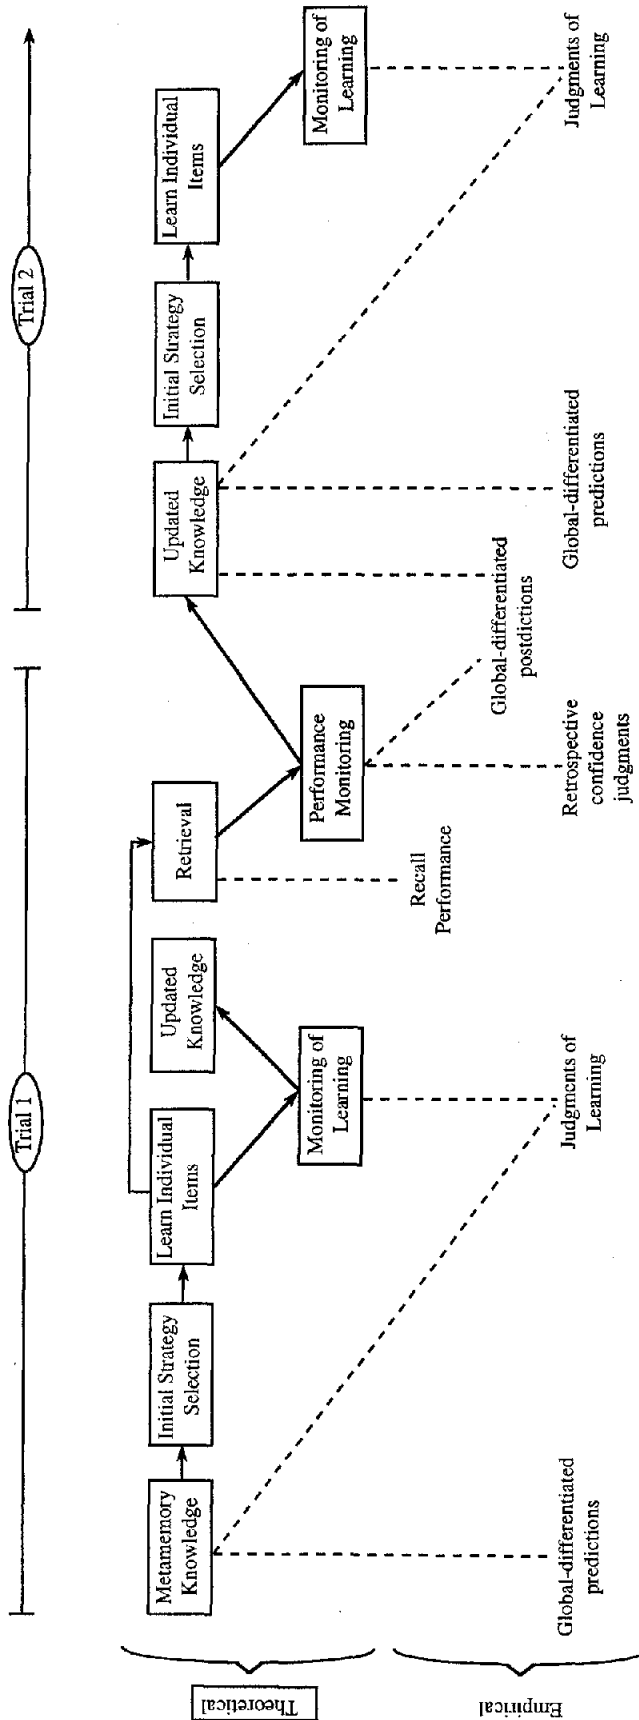 Trial 1
Trial 2
Theoretical
Metamemory
Knowledge
Initial Strategy
Selection
Learn Individual
Items
Monitoring of
Learning
Updated
Knowledge
Retrieval
Performance
Monitoring
Updated
Knowledge
Initial Strategy
Selection
Learn Individual
Items
Monitoring of
Learning
Empirical
Global-differentiated
predictions
Judgments of
Learning
Recall
Performance
Retrospective
confidence
judgments
Global-differentiated
postdictions
Global-differentiated
predictions
Judgments of
Learning